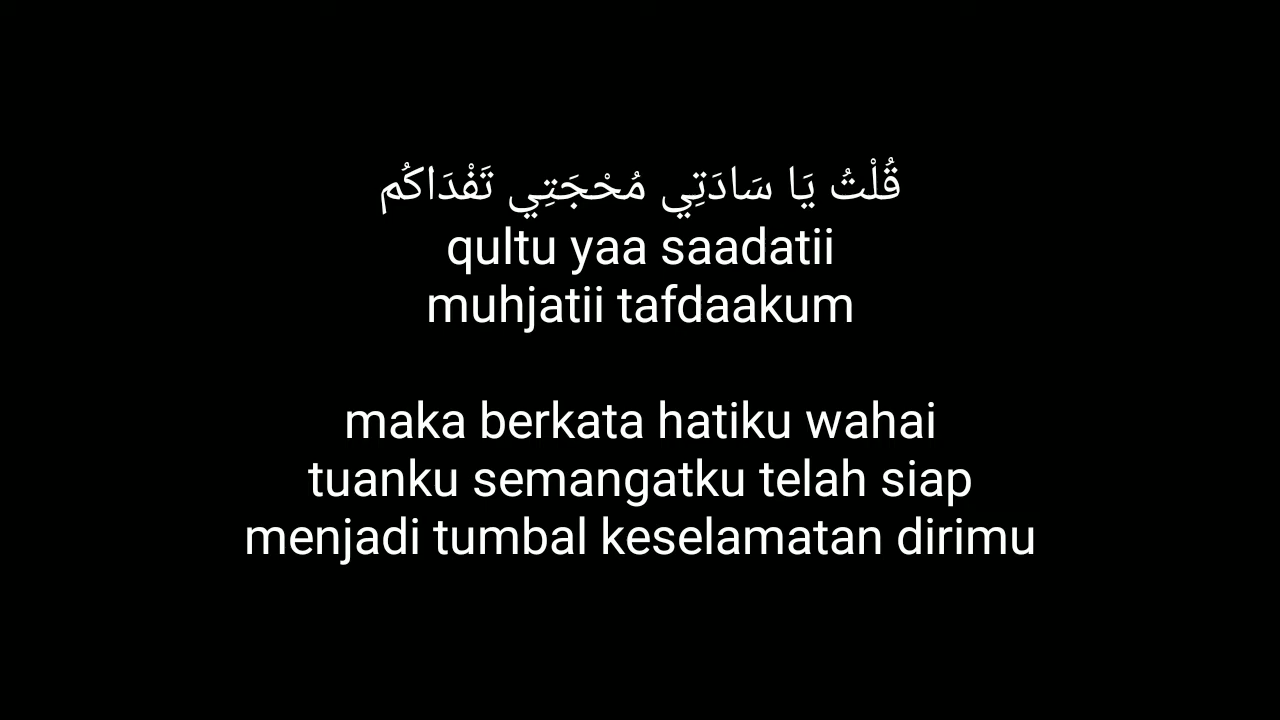 قُلْتُ يَا سَادَتِي مُحْجَتِي تَفْدَاكُم
qultu yaa saadatii
muhjatii tafdaakum
maka berkata hatiku wahai
tuanku semangatku telah siap
menjadi tumbal keselamatan dirimu